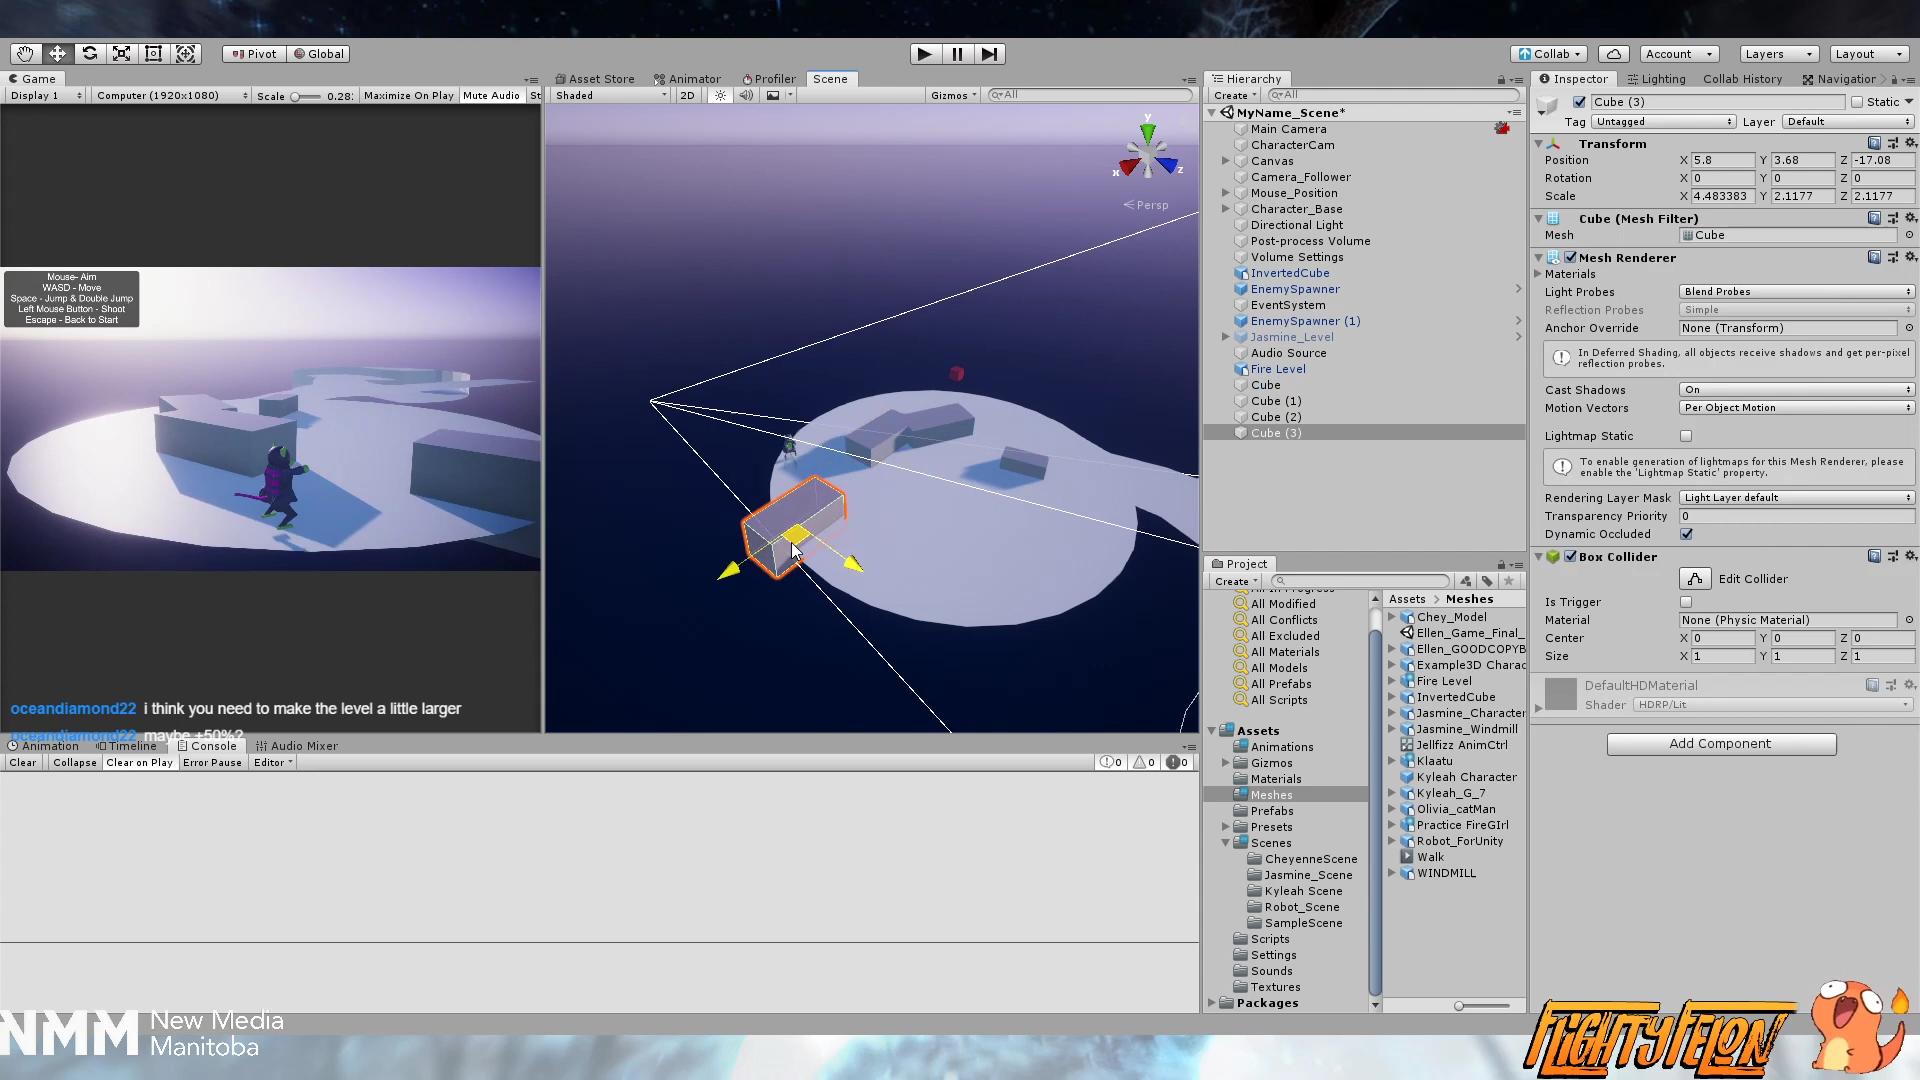 Pivot Global
Collab Account Layers Layout
Game
Display 1 Computer (1920x1080) Scale 0.28 Maximize On Play Mute Audio St
Mouse- Aim
WASD - Move
Space - Jump & Double Jump
Left Mouse Button - Shoot
Escape - Back to Start
oceandiamond22 i think you need to make the level a little larger
oceandiamond22 maybe +50%?
Asset Store Animator Profiler Scene
Shaded 2D Gizmos All
y
x z
Persp
Animation Timeline Console Audio Mixer
Clear Collapse Clear on Play Error Pause Editor 0 0 0
Hierarchy
Create All
MyName_Scene*
Main Camera
CharacterCam
Canvas
Camera_Follower
Mouse_Position
Character_Base
Directional Light
Post-process Volume
Volume Settings
InvertedCube
EnemySpawner
EventSystem
EnemySpawner (1)
Jasmine_Level
Audio Source
Fire Level
Cube
Cube (1)
Cube (2)
Cube (3)
Project
Create
All In Progress
All Modified
All Conflicts
All Excluded
All Materials
All Models
All Prefabs
All Scripts
Assets
Animations
Gizmos
Materials
Meshes
Prefabs
Presets
Scenes
CheyenneScene
Jasmine_Scene
Kyleah Scene
Robot_Scene
SampleScene
Scripts
Settings
Sounds
Textures
Packages
Assets Meshes
Chey_Model
Ellen_Game_Final_
Ellen_GOODCOPYB
Example3D Charac
Fire Level
InvertedCube
Jasmine_Character
Jasmine_Windmill
Jellfizz AnimCtrl
Klaatu
Kyleah Character
Kyleah_G_7
Olivia_catMan
Practice FireGIrl
Robot_ForUnity
Walk
WINDMILL
Inspector Lighting Collab History Navigation
Cube (3) Static
Tag Untagged Layer Default
Transform
Position X 5.8 Y 3.68 Z -17.08
Rotation X 0 Y 0 Z 0
Scale X 4.483383 Y 2.1177 Z 2.1177
Cube (Mesh Filter)
Mesh Cube
Mesh Renderer
Materials
Light Probes Blend Probes
Reflection Probes Simple
Anchor Override None (Transform)
In Deferred Shading, all objects receive shadows and get per-pixel
reflection probes.
Cast Shadows On
Motion Vectors Per Object Motion
Lightmap Static
To enable generation of lightmaps for this Mesh Renderer, please
enable the 'Lightmap Static' property.
Rendering Layer Mask Light Layer default
Transparency Priority 0
Dynamic Occluded
Box Collider
Edit Collider
Is Trigger
Material None (Physic Material)
Center X 0 Y 0 Z 0
Size X 1 Y 1 Z 1
DefaultHDMaterial
Shader HDRP/Lit
Add Component
NMM New Media
Manitoba
FLIGHTYFELON